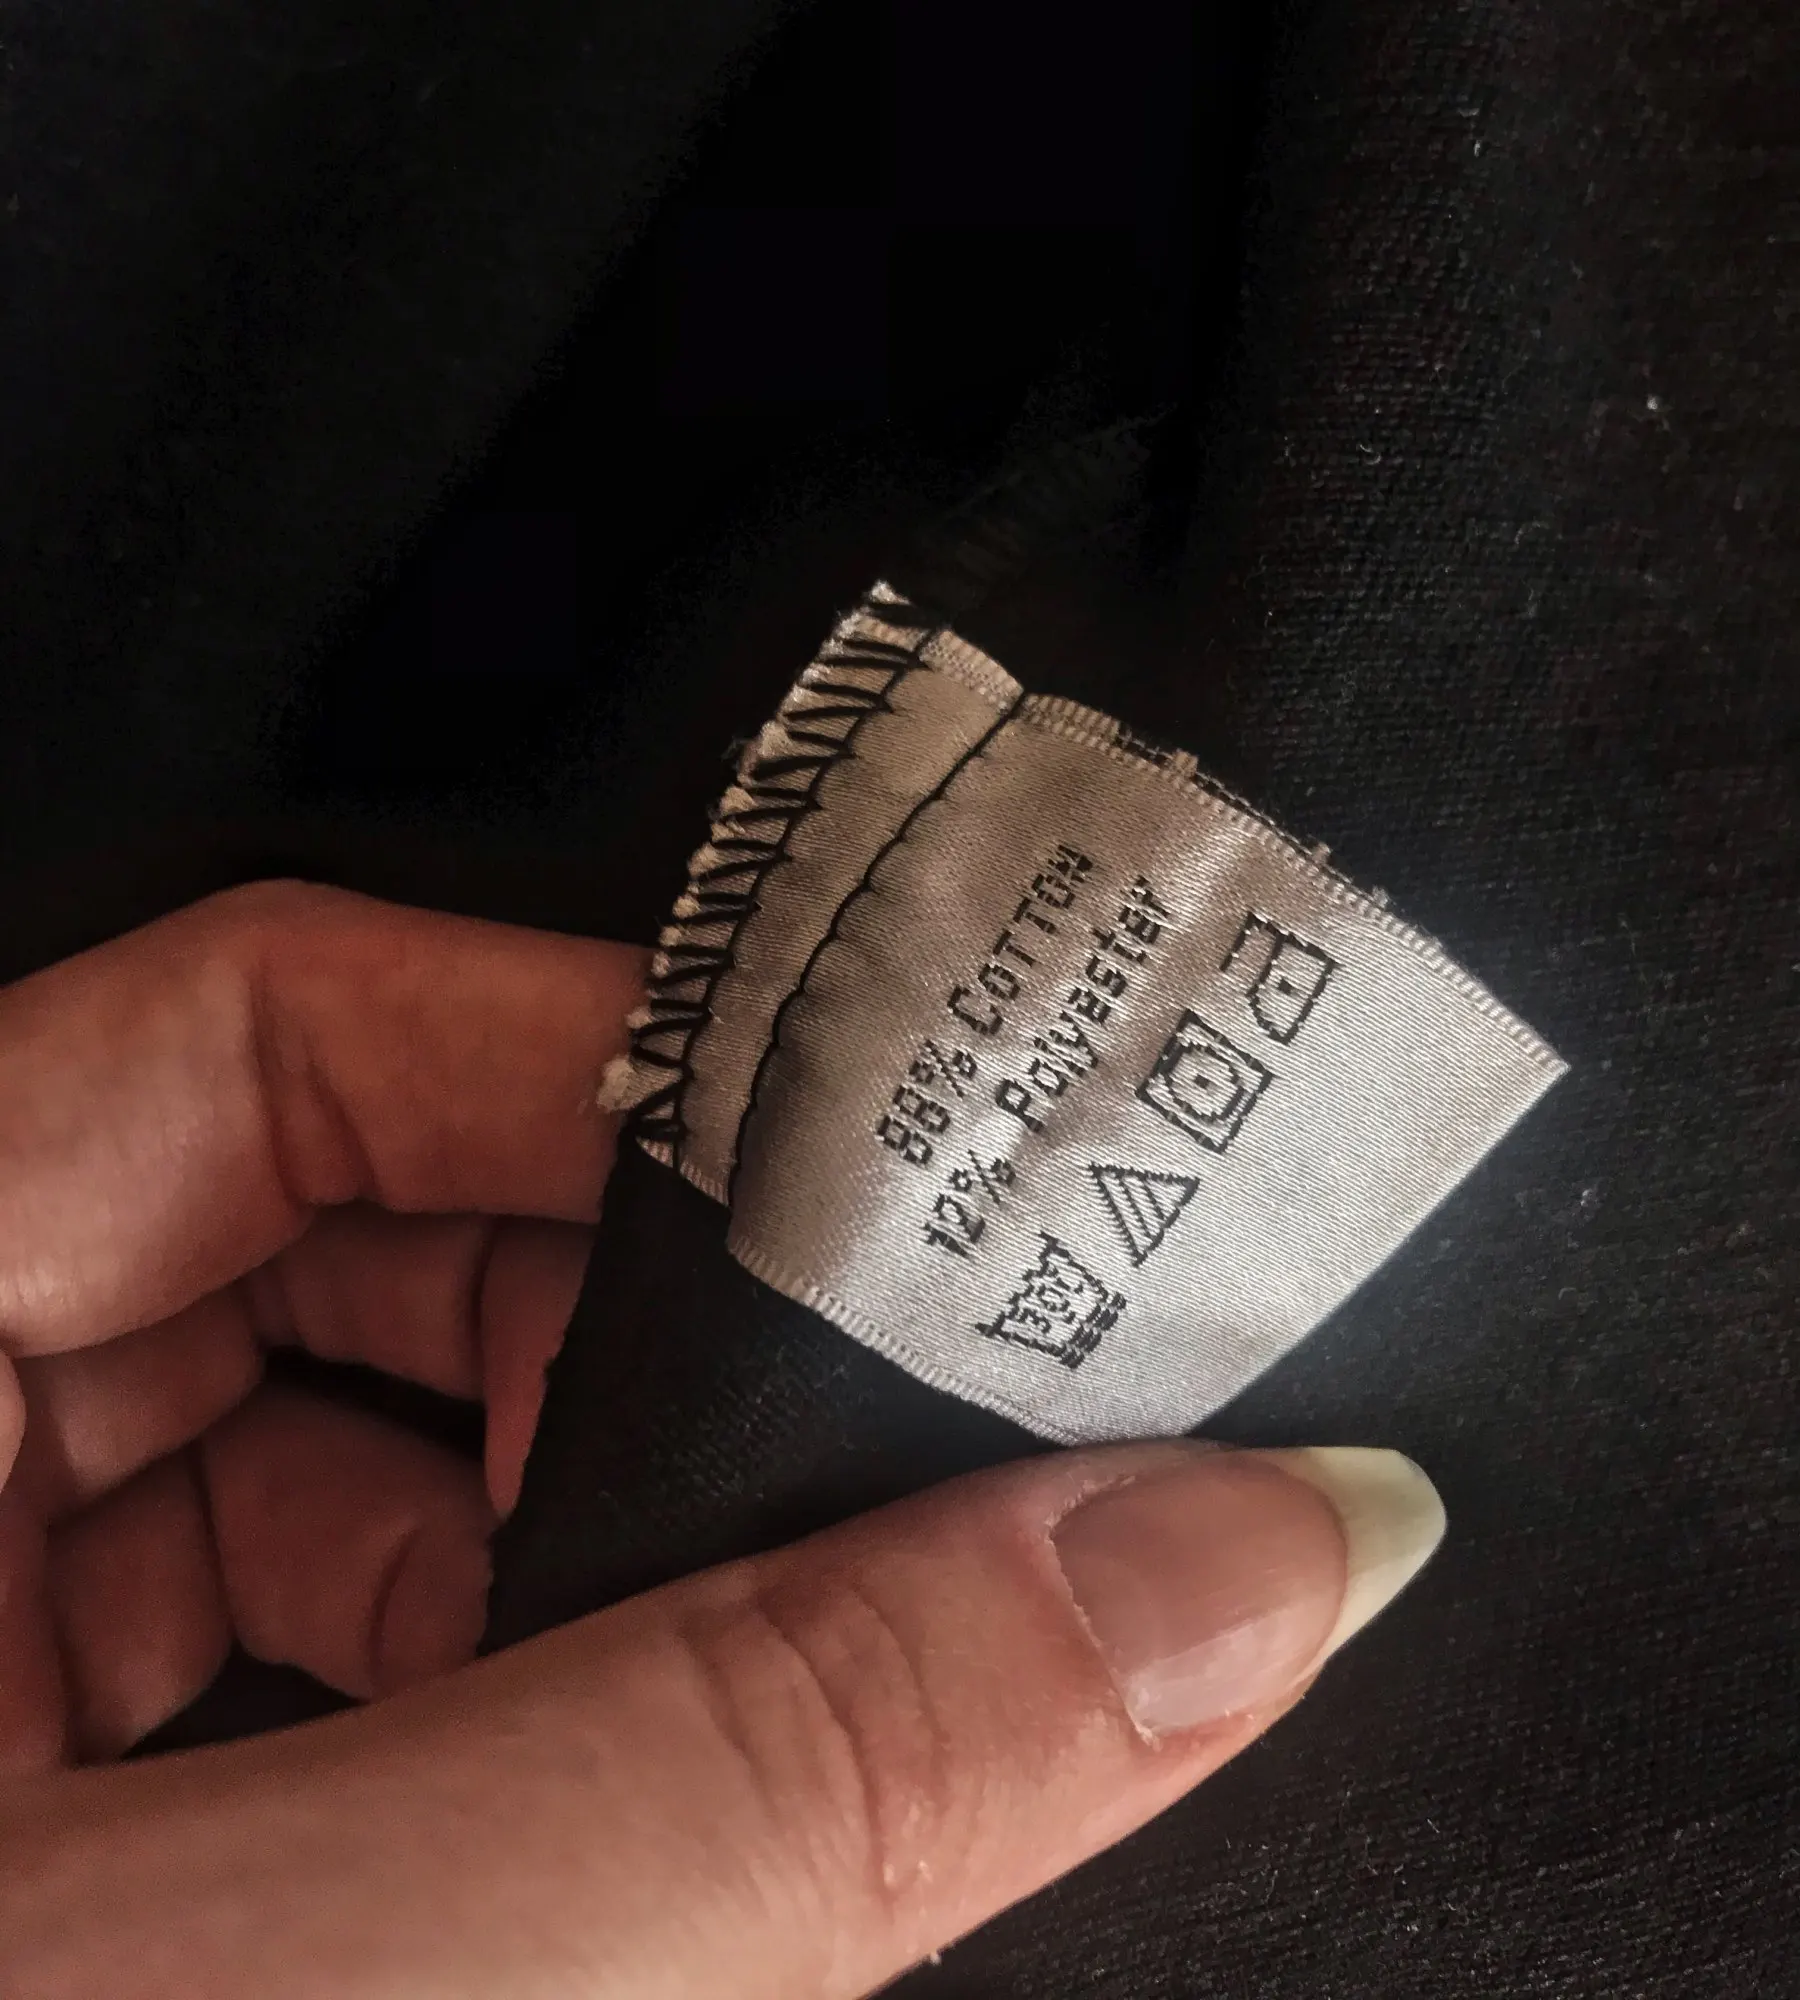 88% COTTON
12% Polyester
30°